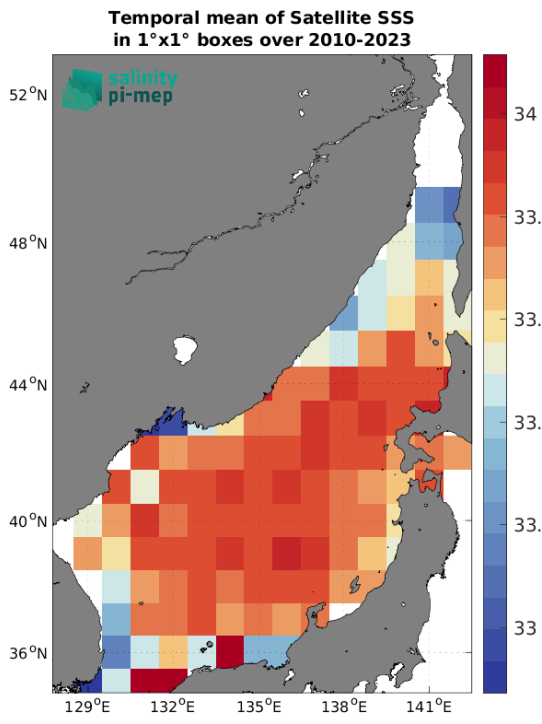 Temporal mean of Satellite SSS
in 1°x1° boxes over 2010-2023
salinity
pi-mep
52°N
48°N
44°N
40°N
36°N
129°E
132°E
135°E
138°E
141°E
34
33.
33.
33.
33.
33